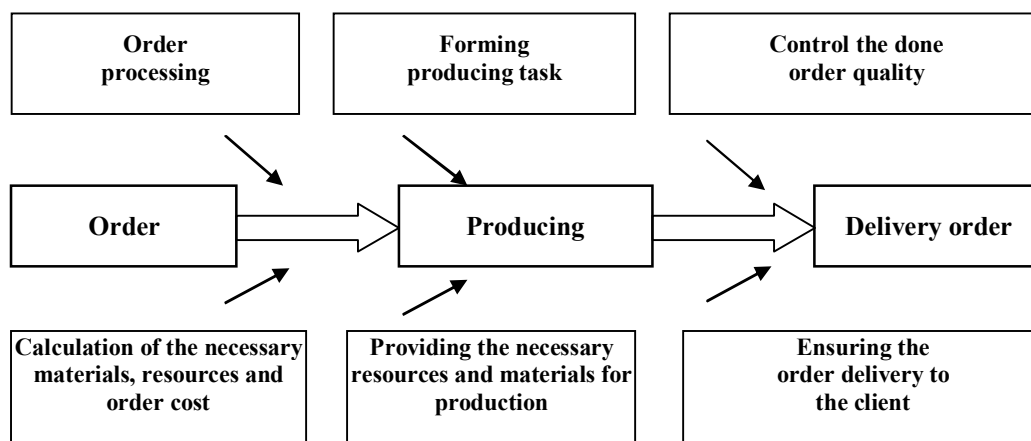 Order
processing
Forming
producing task
Control the done
order quality
Order
Producing
Delivery order
Calculation of the necessary
materials, resources and
order cost
Providing the necessary
resources and materials for
production
Ensuring the
order delivery to
the client